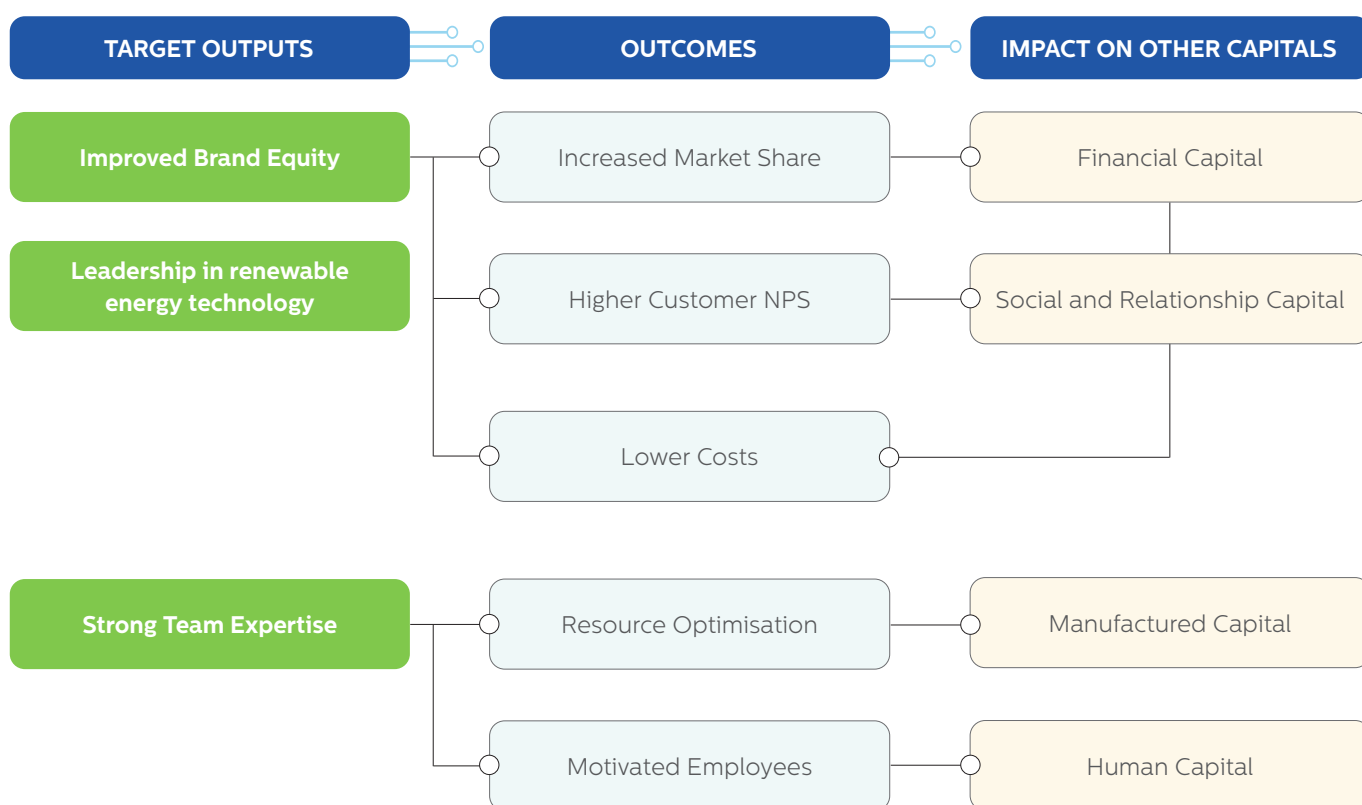 TARGET OUTPUTS
OUTCOMES
IMPACT ON OTHER CAPITALS
Improved Brand Equity
Increased Market Share
Financial Capital
Leadership in renewable
energy technology
Higher Customer NPS
Social and Relationship Capital
Lower Costs
Strong Team Expertise
Resource Optimisation
Manufactured Capital
Motivated Employees
Human Capital